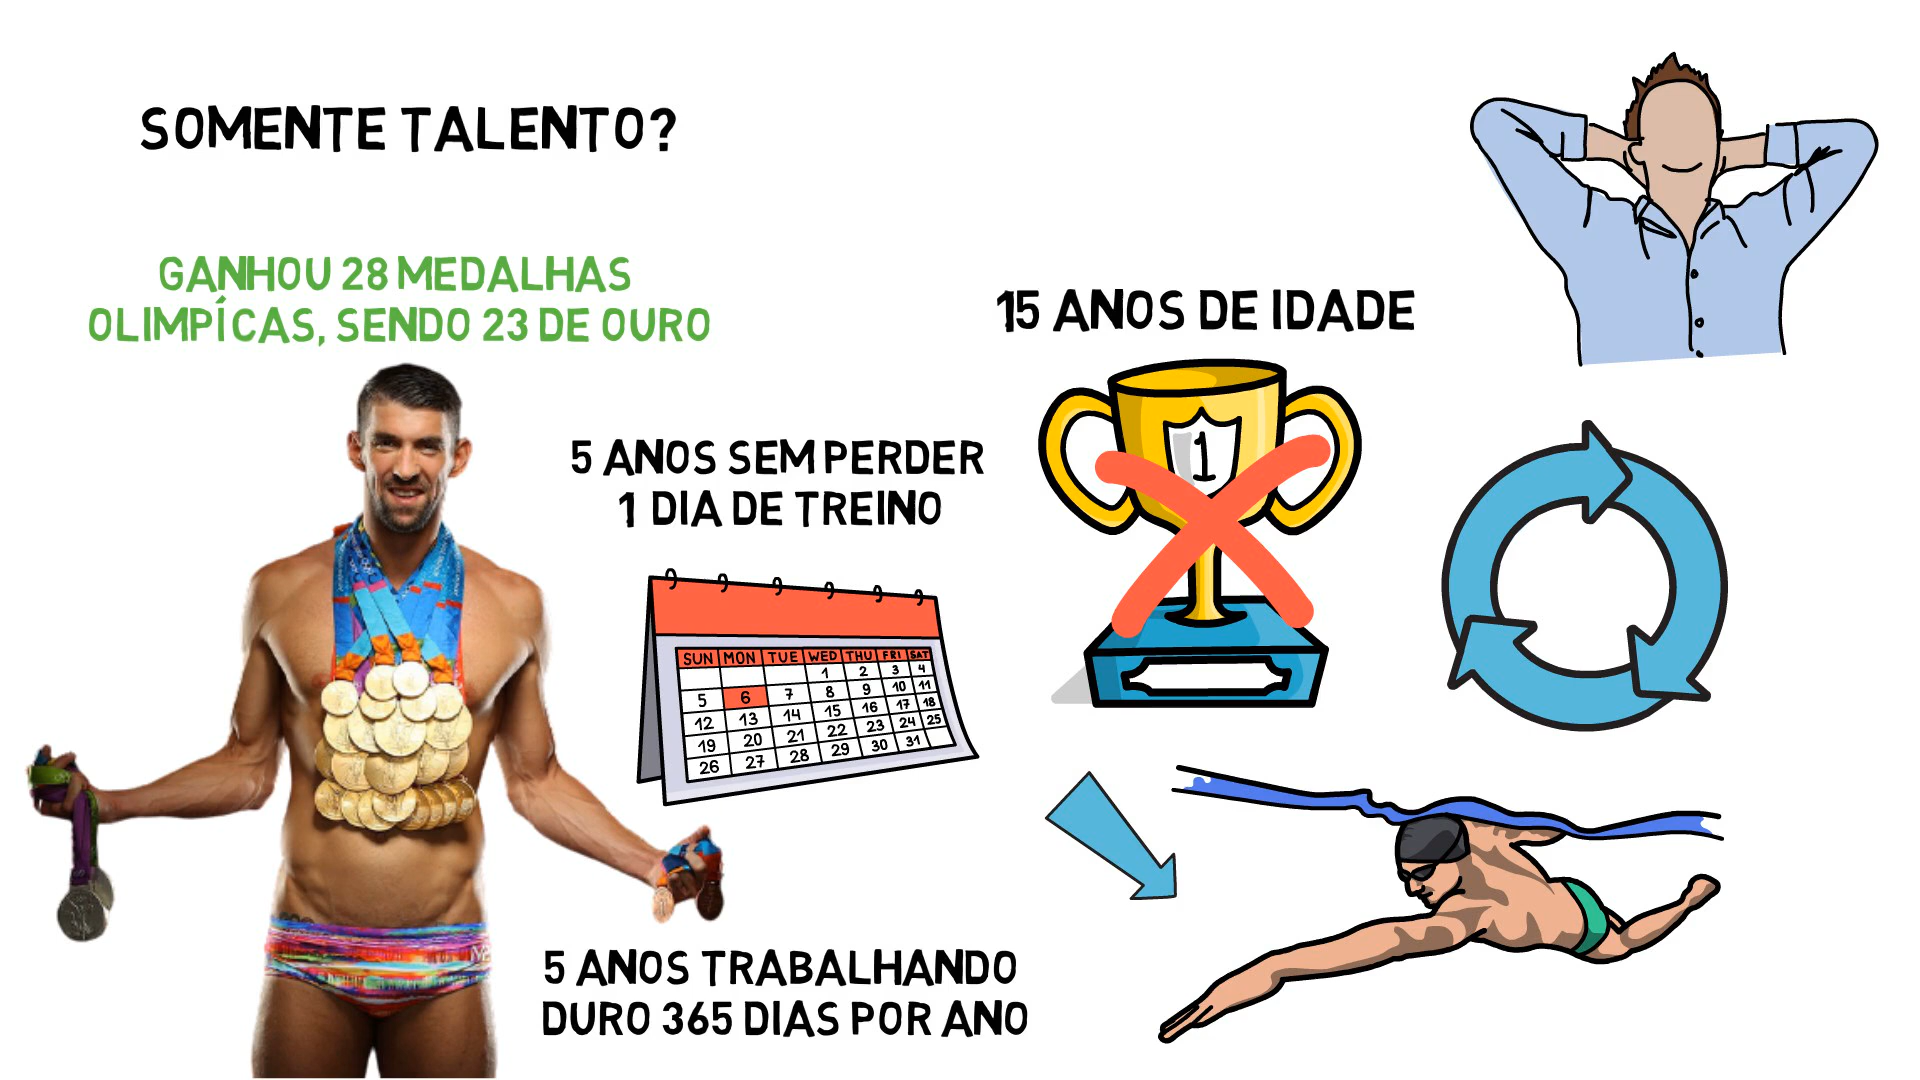 SOMENTE TALENTO?
GANHOU 28 MEDALHAS
OLIMPÍCAS, SENDO 23 DE OURO
5 ANOS SEM PERDER
1 DIA DE TREINO
15 ANOS DE IDADE
1
SUN MON TUE WED THU FRI SAT
1 2 3 4
5 6 7 8 9 10 11
12 13 14 15 16 17 18
19 20 21 22 23 24 25
26 27 28 29 30 31
5 ANOS TRABALHANDO
DURO 365 DIAS POR ANO